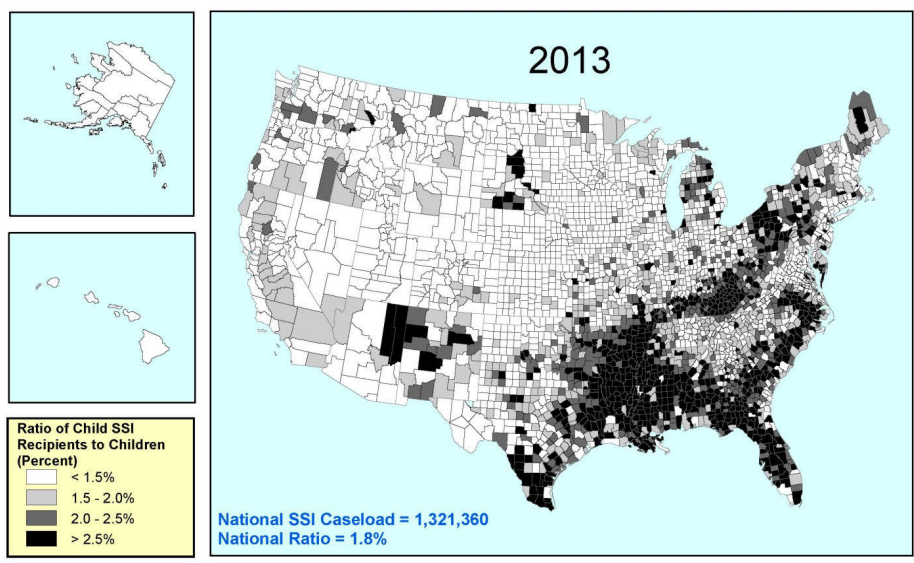 2013
Ratio of Child SSI
Recipients to Children
(Percent)
< 1.5%
1.5 - 2.0%
2.0 - 2.5%
> 2.5%
National SSI Caseload = 1,321,360
National Ratio = 1.8%